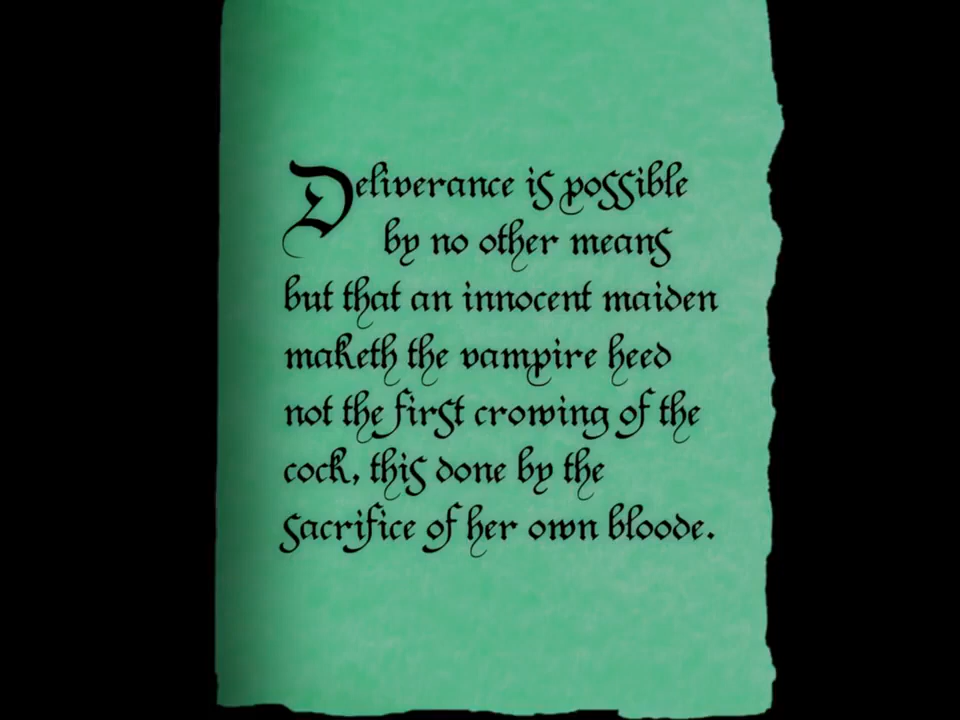 Deliverance is possible
by no other means
but that an innocent maiden
maketh the vampire heed
not the first crowing of the
cock, this done by the
sacrifice of her own bloode.